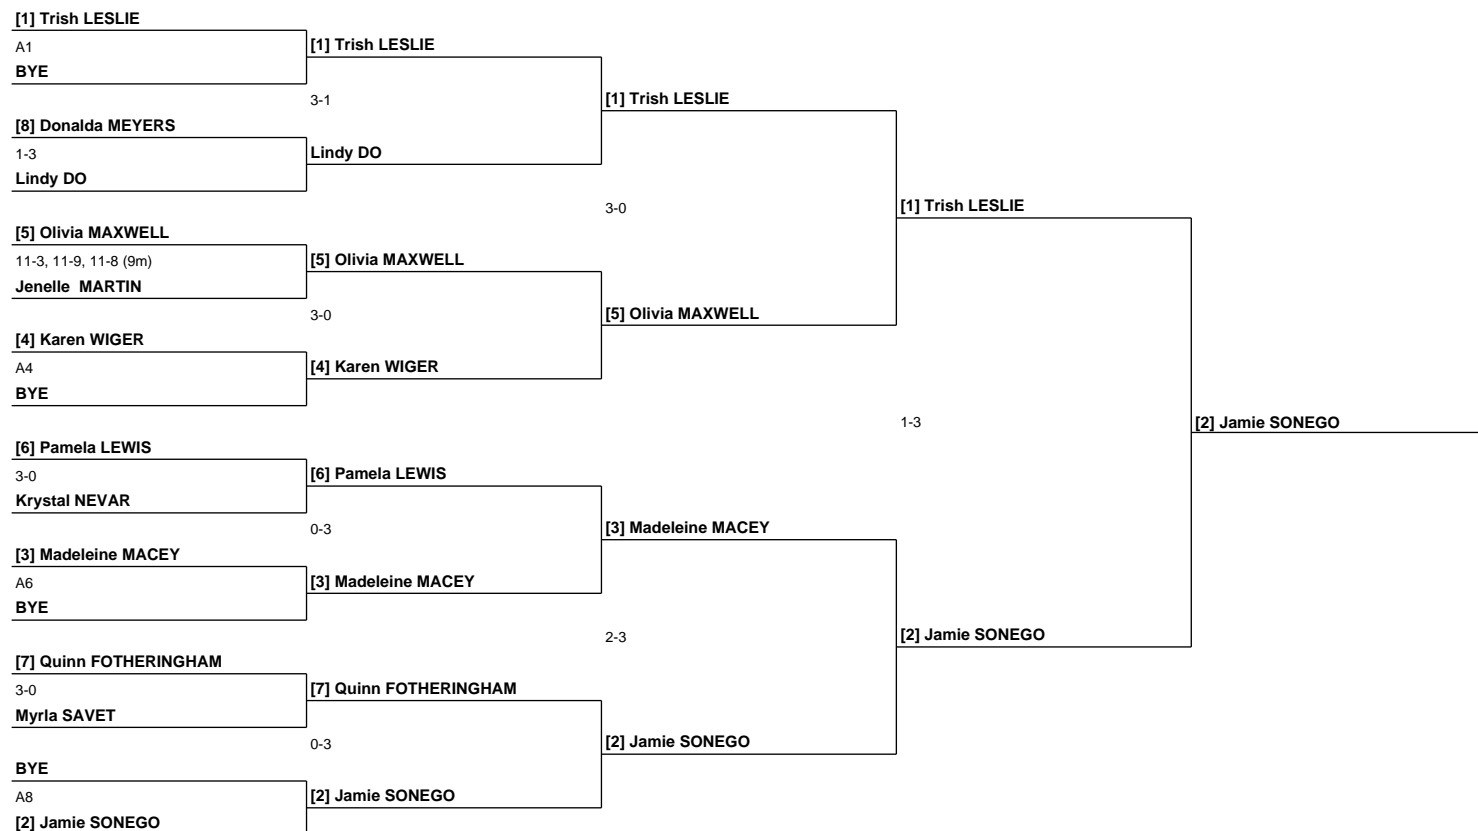 [1] Trish LESLIE
A1
BYE
[8] Donalda MEYERS
1-3
Lindy DO
[5] Olivia MAXWELL
11-3, 11-9, 11-8 (9m)
Jenelle  MARTIN
[4] Karen WIGER
A4
BYE
[6] Pamela LEWIS
3-0
Krystal NEVAR
[3] Madeleine MACEY
A6
BYE
[7] Quinn FOTHERINGHAM
3-0
Myrla SAVET
BYE
A8
[2] Jamie SONEGO
[1] Trish LESLIE
3-1
Lindy DO
[5] Olivia MAXWELL
3-0
[4] Karen WIGER
[6] Pamela LEWIS
0-3
[3] Madeleine MACEY
[7] Quinn FOTHERINGHAM
0-3
[2] Jamie SONEGO
[1] Trish LESLIE
3-0
[5] Olivia MAXWELL
[3] Madeleine MACEY
2-3
[2] Jamie SONEGO
[1] Trish LESLIE
1-3
[2] Jamie SONEGO
[2] Jamie SONEGO